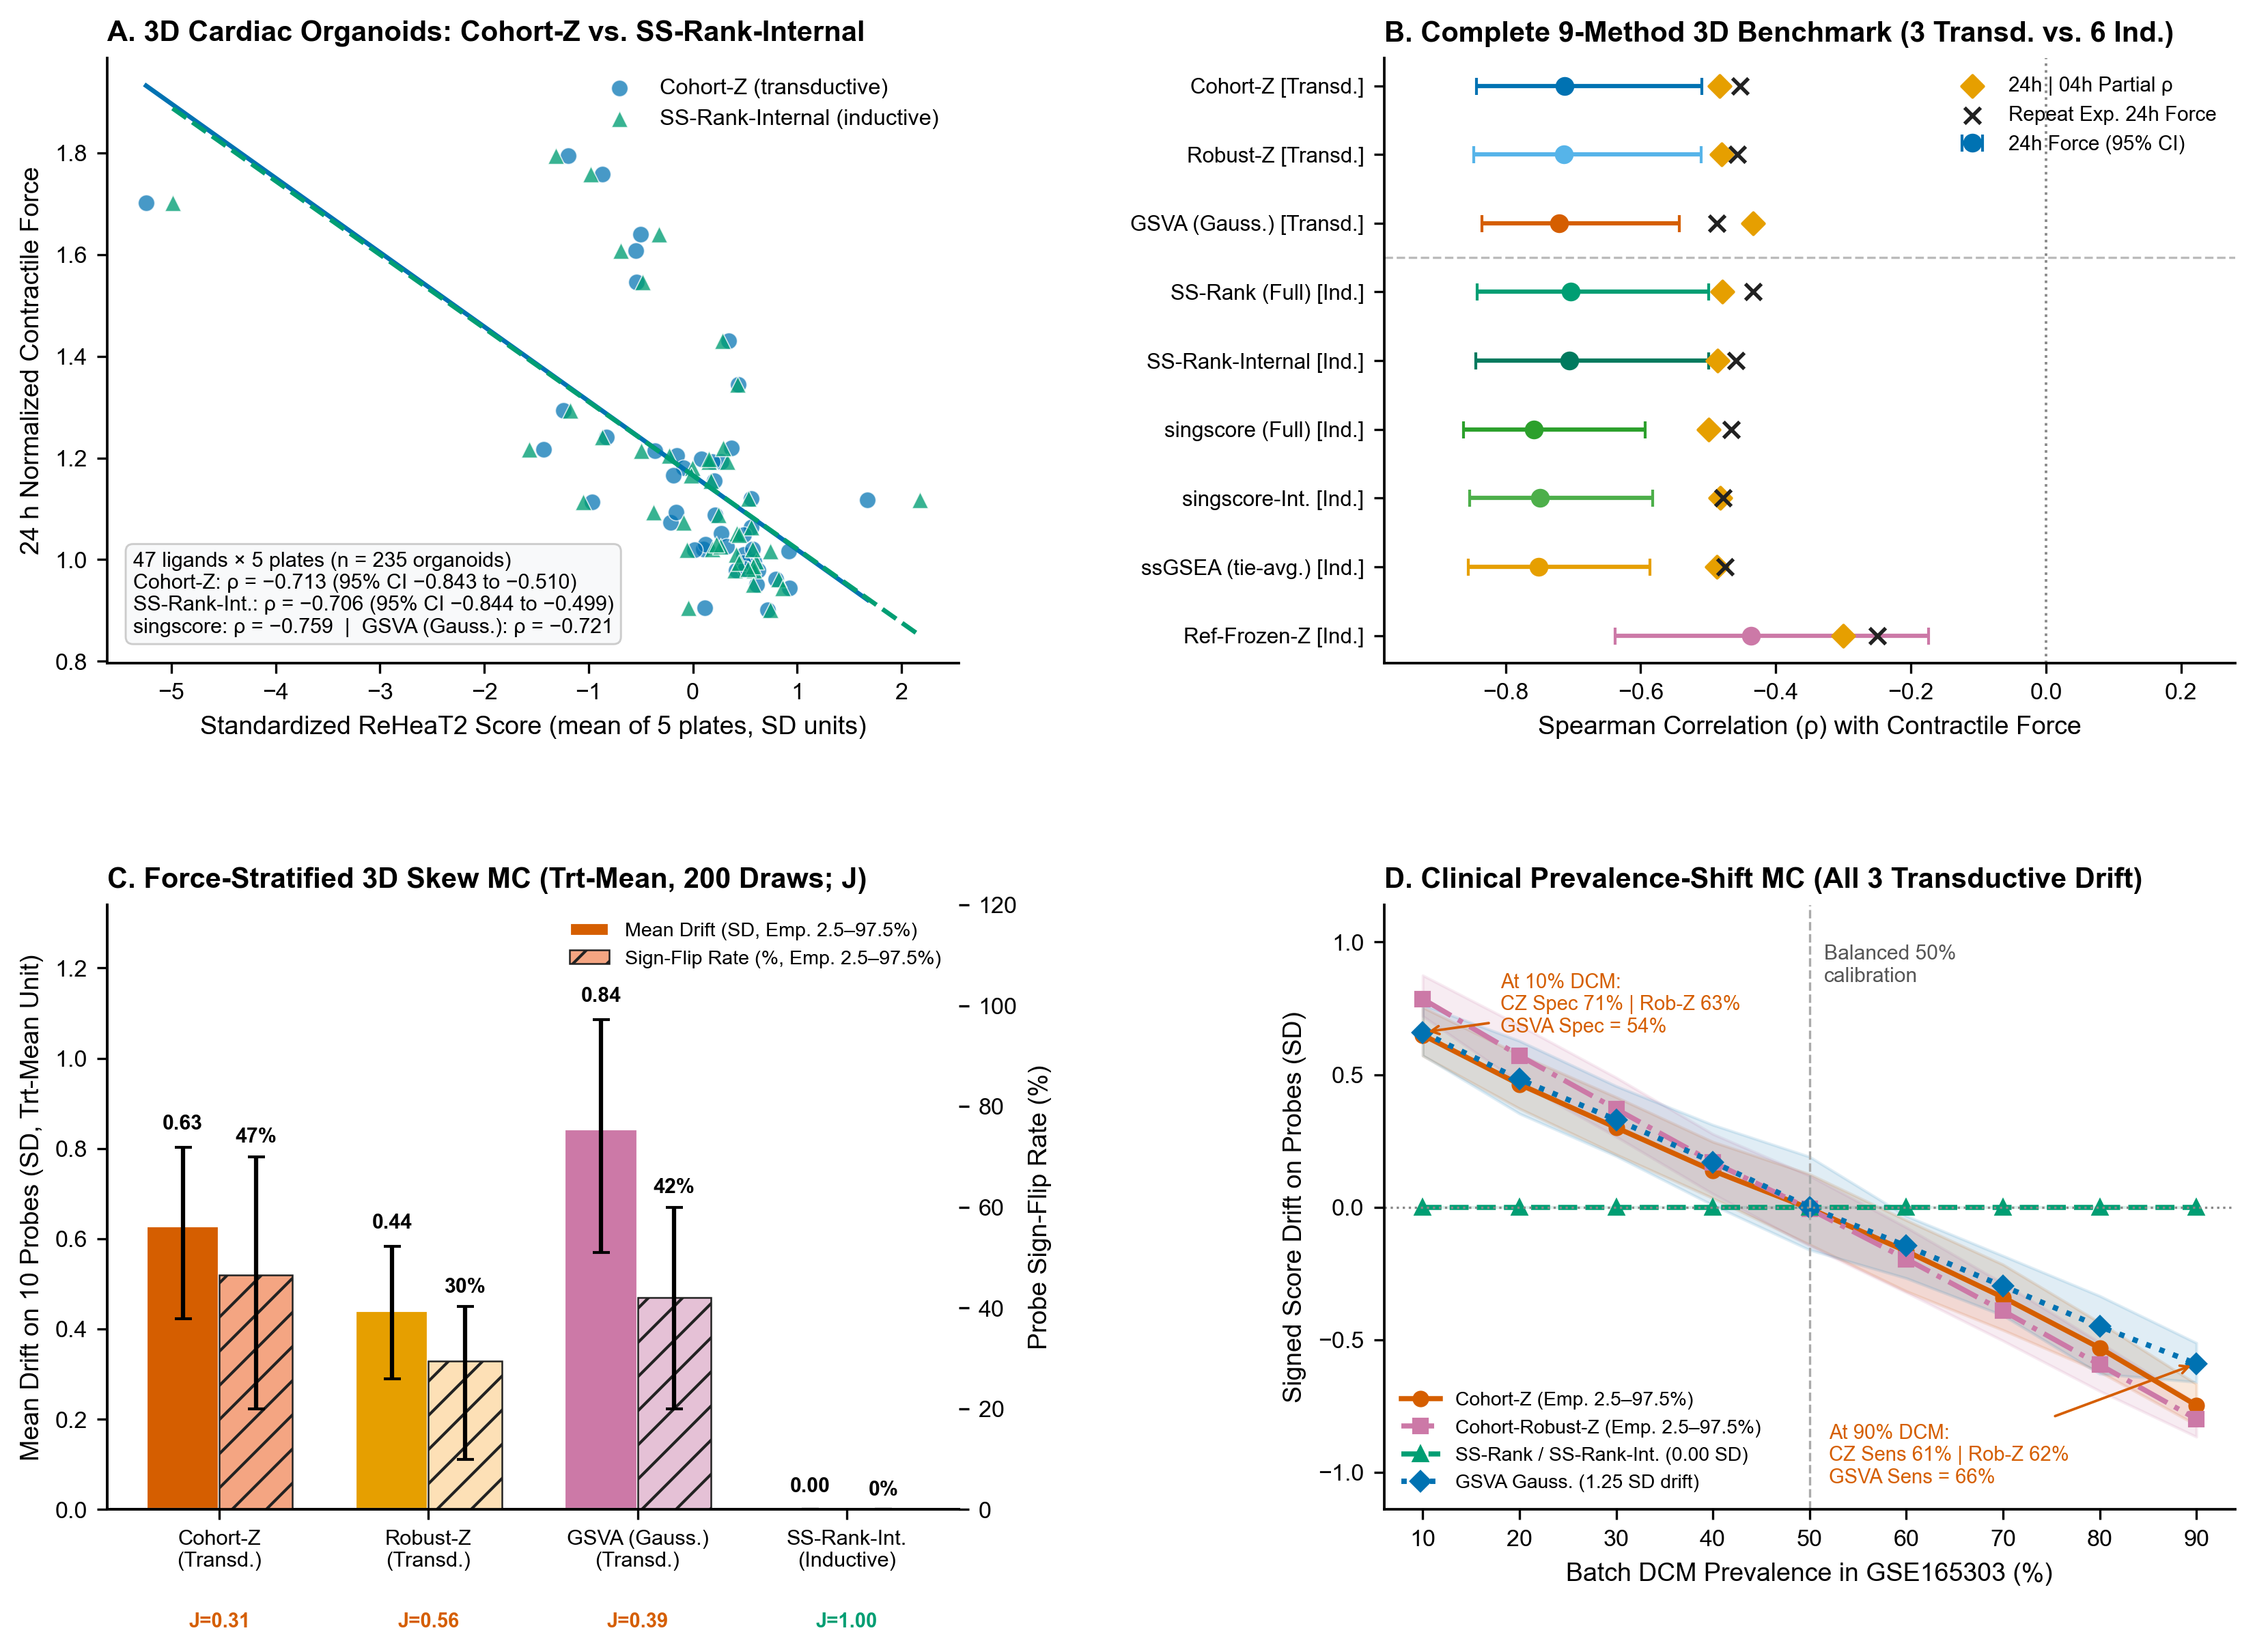 A. 3D Cardiac Organoids: Cohort-Z vs. SS-Rank-Internal
Cohort-Z (transductive)
SS-Rank-Internal (inductive)
24 h Normalized Contractile Force
1.8
1.6
1.4
1.2
1.0
0.8
47 ligands × 5 plates (n = 235 organoids)
Cohort-Z: ρ = −0.713 (95% CI −0.843 to −0.510)
SS-Rank-Int.: ρ = −0.706 (95% CI −0.844 to −0.499)
singscore: ρ = −0.759 | GSVA (Gauss.): ρ = −0.721
−5 −4 −3 −2 −1 0 1 2
Standardized ReHeaT2 Score (mean of 5 plates, SD units)
B. Complete 9-Method 3D Benchmark (3 Transd. vs. 6 Ind.)
24h | 04h Partial ρ
Repeat Exp. 24h Force
24h Force (95% CI)
Cohort-Z [Transd.]
Robust-Z [Transd.]
GSVA (Gauss.) [Transd.]
SS-Rank (Full) [Ind.]
SS-Rank-Internal [Ind.]
singscore (Full) [Ind.]
singscore-Int. [Ind.]
ssGSEA (tie-avg.) [Ind.]
Ref-Frozen-Z [Ind.]
−0.8 −0.6 −0.4 −0.2 0.0 0.2
Spearman Correlation (ρ) with Contractile Force
C. Force-Stratified 3D Skew MC (Trt-Mean, 200 Draws; J)
Mean Drift (SD, Emp. 2.5–97.5%)
Sign-Flip Rate (%, Emp. 2.5–97.5%)
Mean Drift on 10 Probes (SD, Trt-Mean Unit)
1.2
1.0
0.8
0.6
0.4
0.2
0.0
0.63
47%
0.44
30%
0.84
42%
0.00
0%
120
100
80
60
40
20
0
Probe Sign-Flip Rate (%)
Cohort-Z
(Transd.)
Robust-Z
(Transd.)
GSVA (Gauss.)
(Transd.)
SS-Rank-Int.
(Inductive)
J=0.31
J=0.56
J=0.39
J=1.00
D. Clinical Prevalence-Shift MC (All 3 Transductive Drift)
Signed Score Drift on Probes (SD)
1.0
0.5
0.0
−0.5
−1.0
Balanced 50%
calibration
At 10% DCM:
CZ Spec 71% | Rob-Z 63%
GSVA Spec = 54%
Cohort-Z (Emp. 2.5–97.5%)
Cohort-Robust-Z (Emp. 2.5–97.5%)
SS-Rank / SS-Rank-Int. (0.00 SD)
GSVA Gauss. (1.25 SD drift)
At 90% DCM:
CZ Sens 61% | Rob-Z 62%
GSVA Sens = 66%
10 20 30 40 50 60 70 80 90
Batch DCM Prevalence in GSE165303 (%)